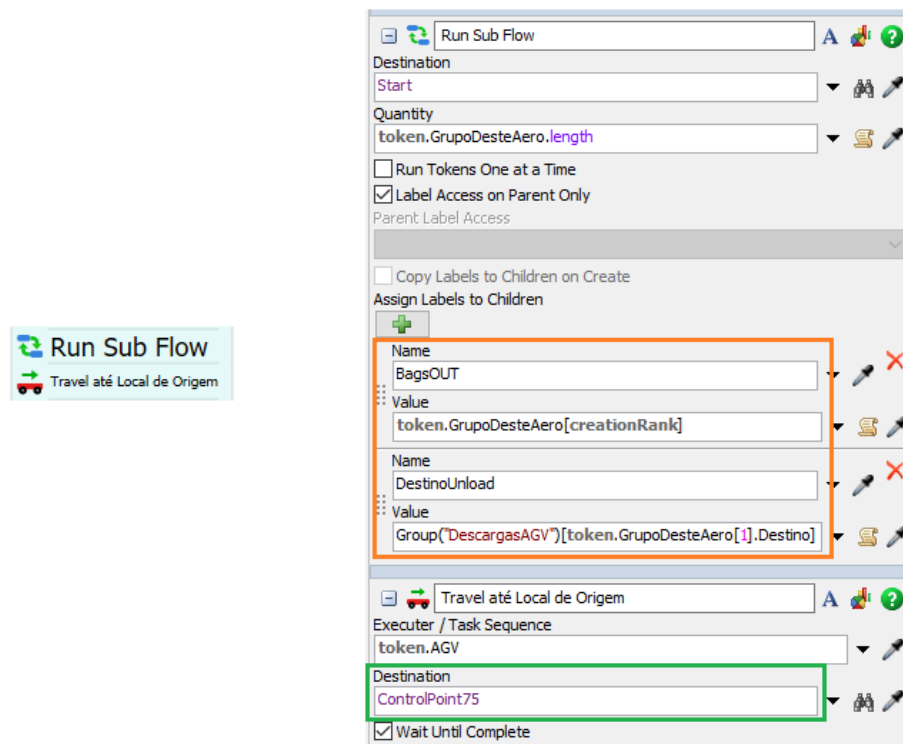 Run Sub Flow
Travel até Local de Origem
Run Sub Flow
A
?
Destination
Start
Quantity
token.GrupoDesteAero.length
Run Tokens One at a Time
Label Access on Parent Only
Parent Label Access
Copy Labels to Children on Create
Assign Labels to Children
Name
BagsOUT
Value
token.GrupoDesteAero[creationRank]
Name
DestinoUnload
Value
Group("DescargasAGV")[token.GrupoDesteAero[1].Destino]
Travel até Local de Origem
A
?
Executer / Task Sequence
token.AGV
Destination
ControlPoint75
Wait Until Complete